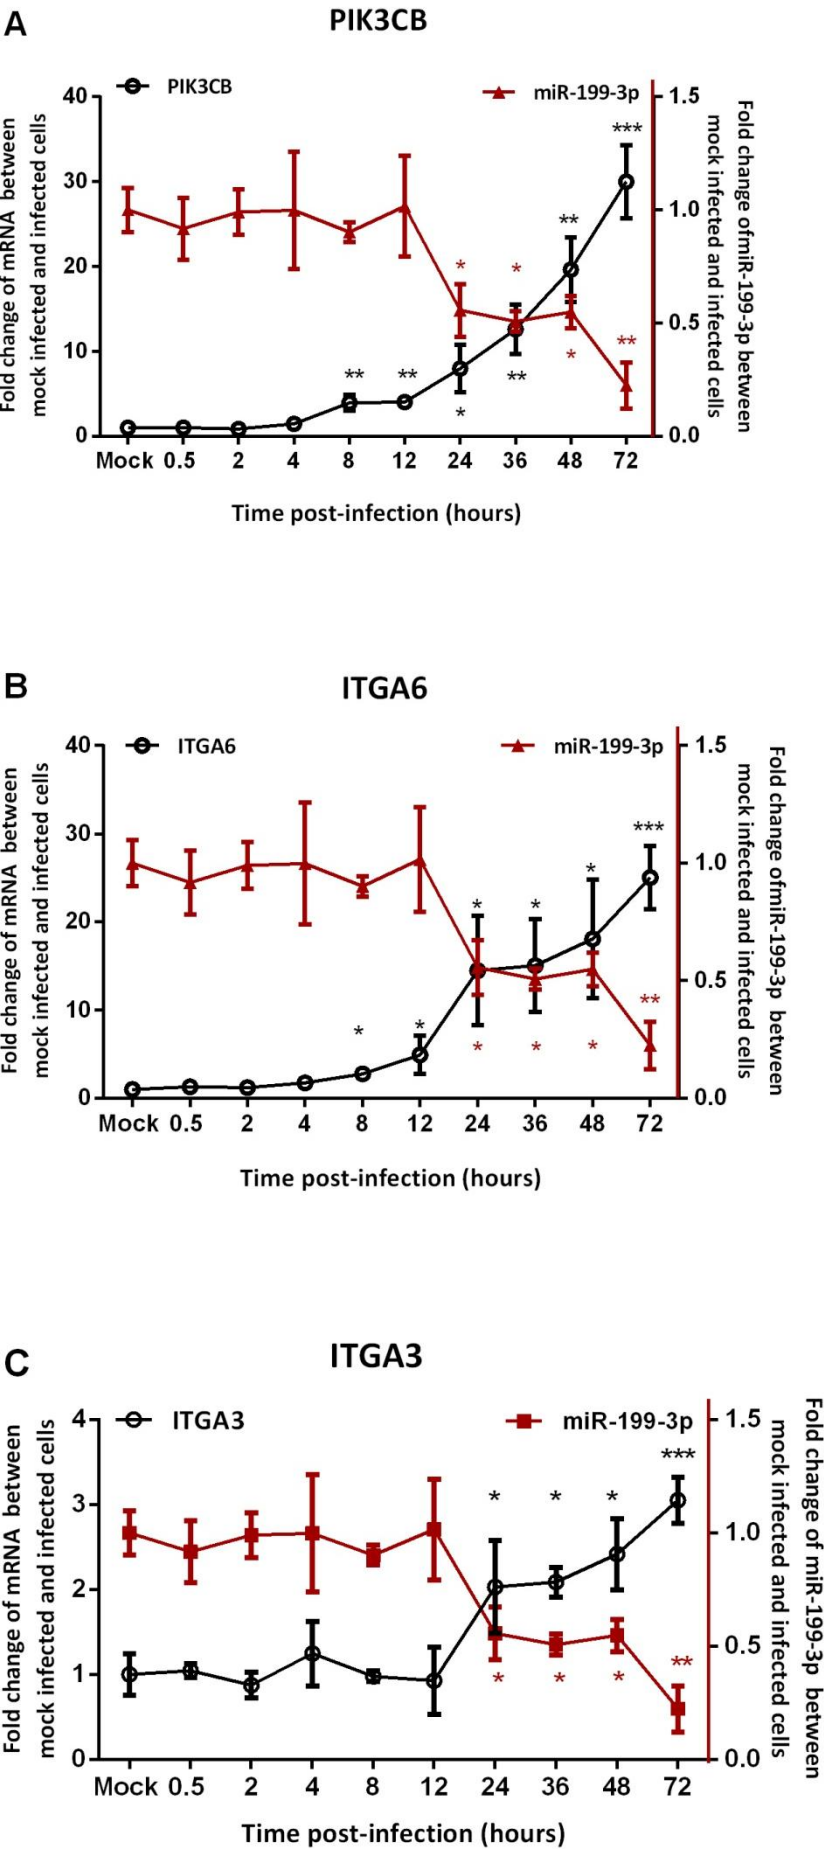 A
PIK3CB
PIK3CB
miR-199-3p
Fold change of mRNA between
mock infected and infected cells
40
30
20
10
0
1.5
1.0
0.5
0.0
Fold change ofmiR-199-3p between
mock infected and infected cells
***
**
*
*
**
**
**
*
**
*
**
Mock 0.5 2 4 8 12 24 36 48 72
Time post-infection (hours)
B
ITGA6
ITGA6
miR-199-3p
Fold change of mRNA between
mock infected and infected cells
40
30
20
10
0
1.5
1.0
0.5
0.0
Fold change ofmiR-199-3p between
mock infected and infected cells
***
*
*
*
**
*
*
*
*
*
Mock 0.5 2 4 8 12 24 36 48 72
Time post-infection (hours)
C
ITGA3
ITGA3
miR-199-3p
Fold change of mRNA between
mock infected and infected cells
4
3
2
1
0
1.5
1.0
0.5
0.0
Fold change of miR-199-3p between
mock infected and infected cells
***
*
*
*
**
*
*
*
Mock 0.5 2 4 8 12 24 36 48 72
Time post-infection (hours)